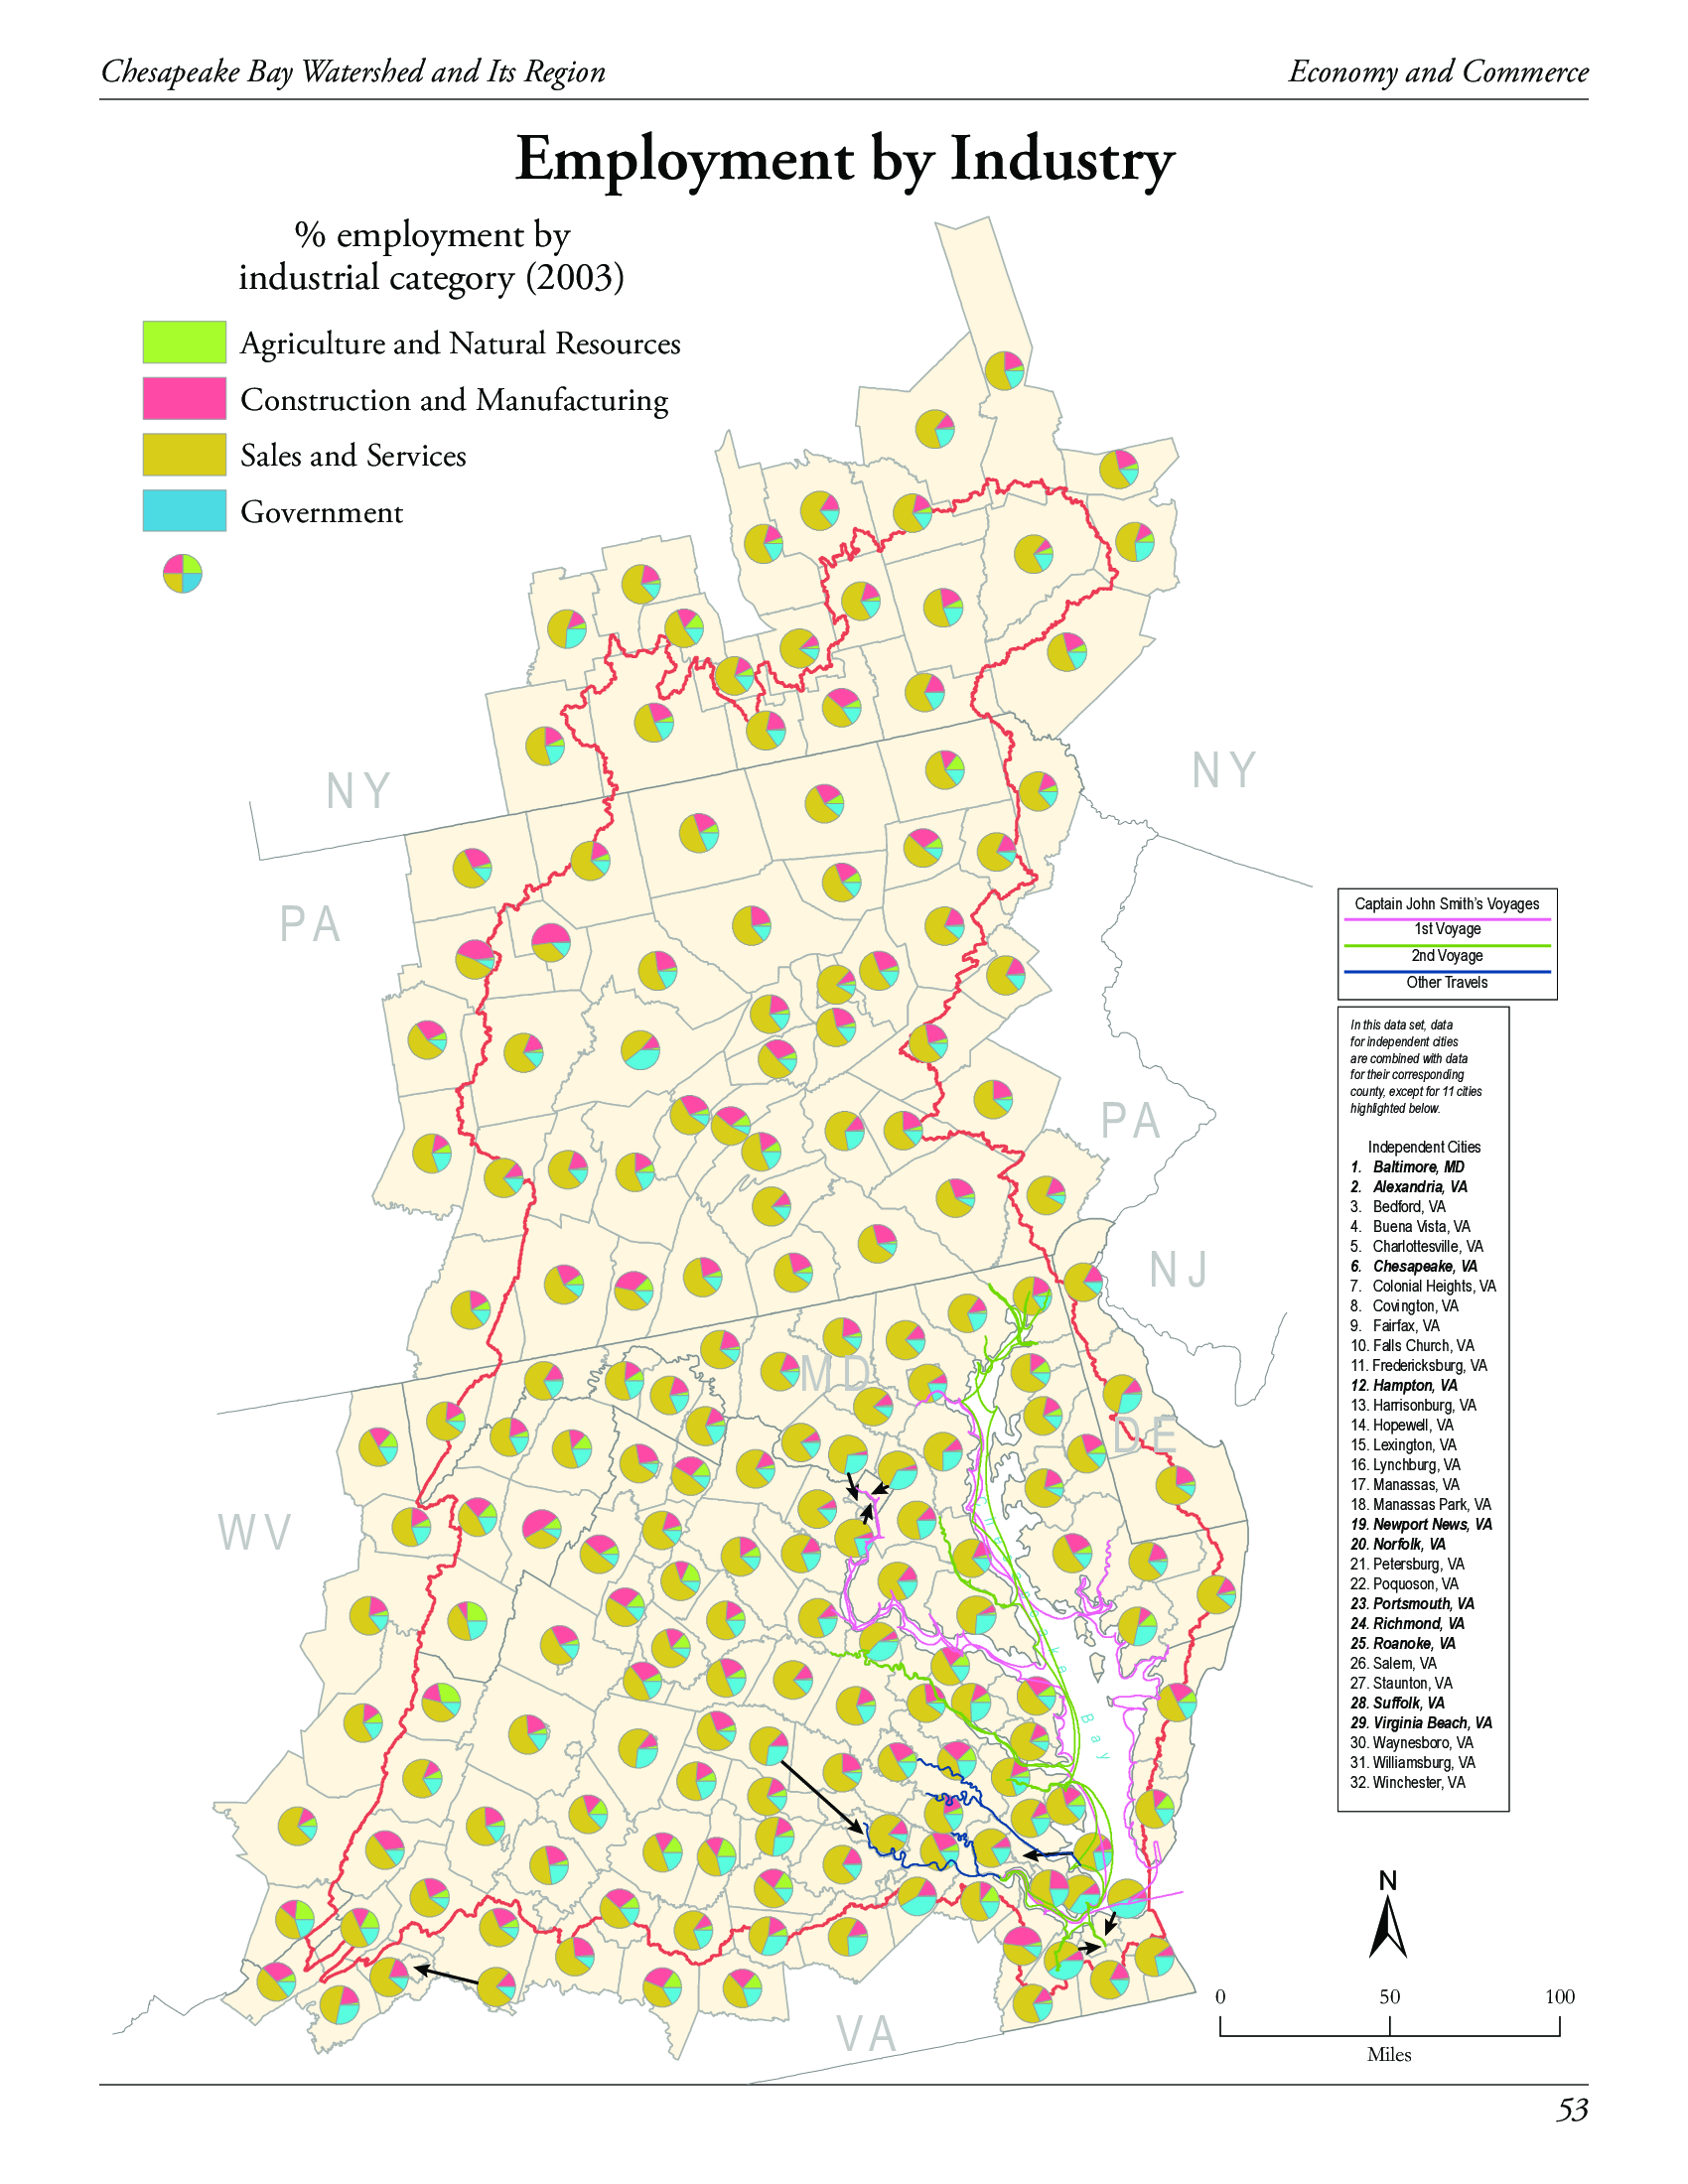 Chesapeake Bay Watershed and Its Region
Economy and Commerce
Employment by Industry
% employment by
industrial category (2003)
Agriculture and Natural Resources
Construction and Manufacturing
Sales and Services
Government
NY
NY
PA
PA
NJ
MD
DE
WV
VA
Chesapeake Bay
Captain John Smith's Voyages
1st Voyage
2nd Voyage
Other Travels
In this data set, data
for independent cities
are combined with data
for their corresponding
county, except for 11 cities
highlighted below.
Independent Cities
1. Baltimore, MD
2. Alexandria, VA
3. Bedford, VA
4. Buena Vista, VA
5. Charlottesville, VA
6. Chesapeake, VA
7. Colonial Heights, VA
8. Covington, VA
9. Fairfax, VA
10. Falls Church, VA
11. Fredericksburg, VA
12. Hampton, VA
13. Harrisonburg, VA
14. Hopewell, VA
15. Lexington, VA
16. Lynchburg, VA
17. Manassas, VA
18. Manassas Park, VA
19. Newport News, VA
20. Norfolk, VA
21. Petersburg, VA
22. Poquoson, VA
23. Portsmouth, VA
24. Richmond, VA
25. Roanoke, VA
26. Salem, VA
27. Staunton, VA
28. Suffolk, VA
29. Virginia Beach, VA
30. Waynesboro, VA
31. Williamsburg, VA
32. Winchester, VA
N
0 50 100
Miles
53